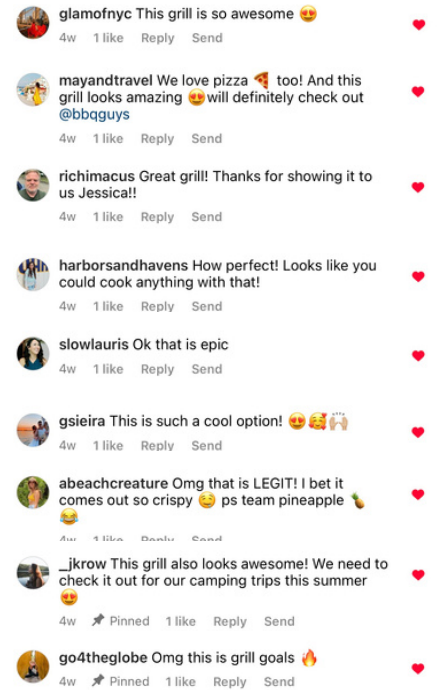 glamofnyc This grill is so awesome 😍
4w 1 like Reply Send
mayandtravel We love pizza 🍕 too! And this
grill looks amazing 😍will definitely check out
@bbqguys
4w 1 like Reply Send
richimacus Great grill! Thanks for showing it to
us Jessica!!
4w 1 like Reply Send
harborsandhavens How perfect! Looks like you
could cook anything with that!
4w 1 like Reply Send
slowlauris Ok that is epic
4w 1 like Reply Send
gsieira This is such a cool option! 😍🥰🙌🏼
4w 1 like Reply Send
abeachcreature Omg that is LEGIT! I bet it
comes out so crispy 😋 ps team pineapple 🍍
😂
4w 1 like Reply Send
_jkrow This grill also looks awesome! We need to
check it out for our camping trips this summer
😍
4w Pinned 1 like Reply Send
go4theglobe Omg this is grill goals 🔥
4w Pinned 1 like Reply Send